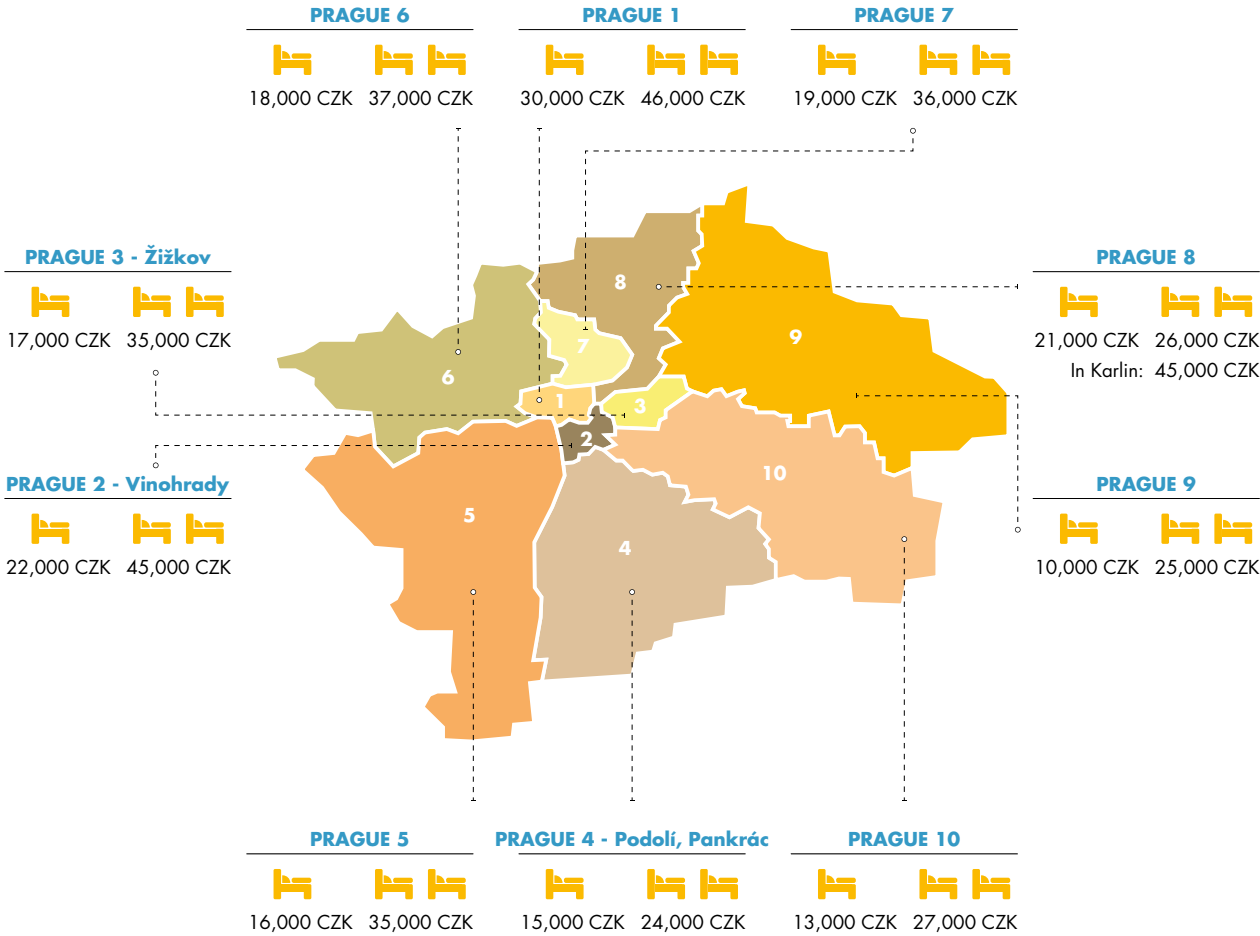 PRAGUE 6
18,000 CZK 37,000 CZK
PRAGUE 1
30,000 CZK 46,000 CZK
PRAGUE 7
19,000 CZK 36,000 CZK
PRAGUE 3 - Žižkov
17,000 CZK 35,000 CZK
PRAGUE 8
21,000 CZK 26,000 CZK
In Karlin: 45,000 CZK
8
9
7
6
1
3
2
10
5
4
PRAGUE 2 - Vinohrady
22,000 CZK 45,000 CZK
PRAGUE 9
10,000 CZK 25,000 CZK
PRAGUE 5
16,000 CZK 35,000 CZK
PRAGUE 4 - Podolí, Pankrác
15,000 CZK 24,000 CZK
PRAGUE 10
13,000 CZK 27,000 CZK